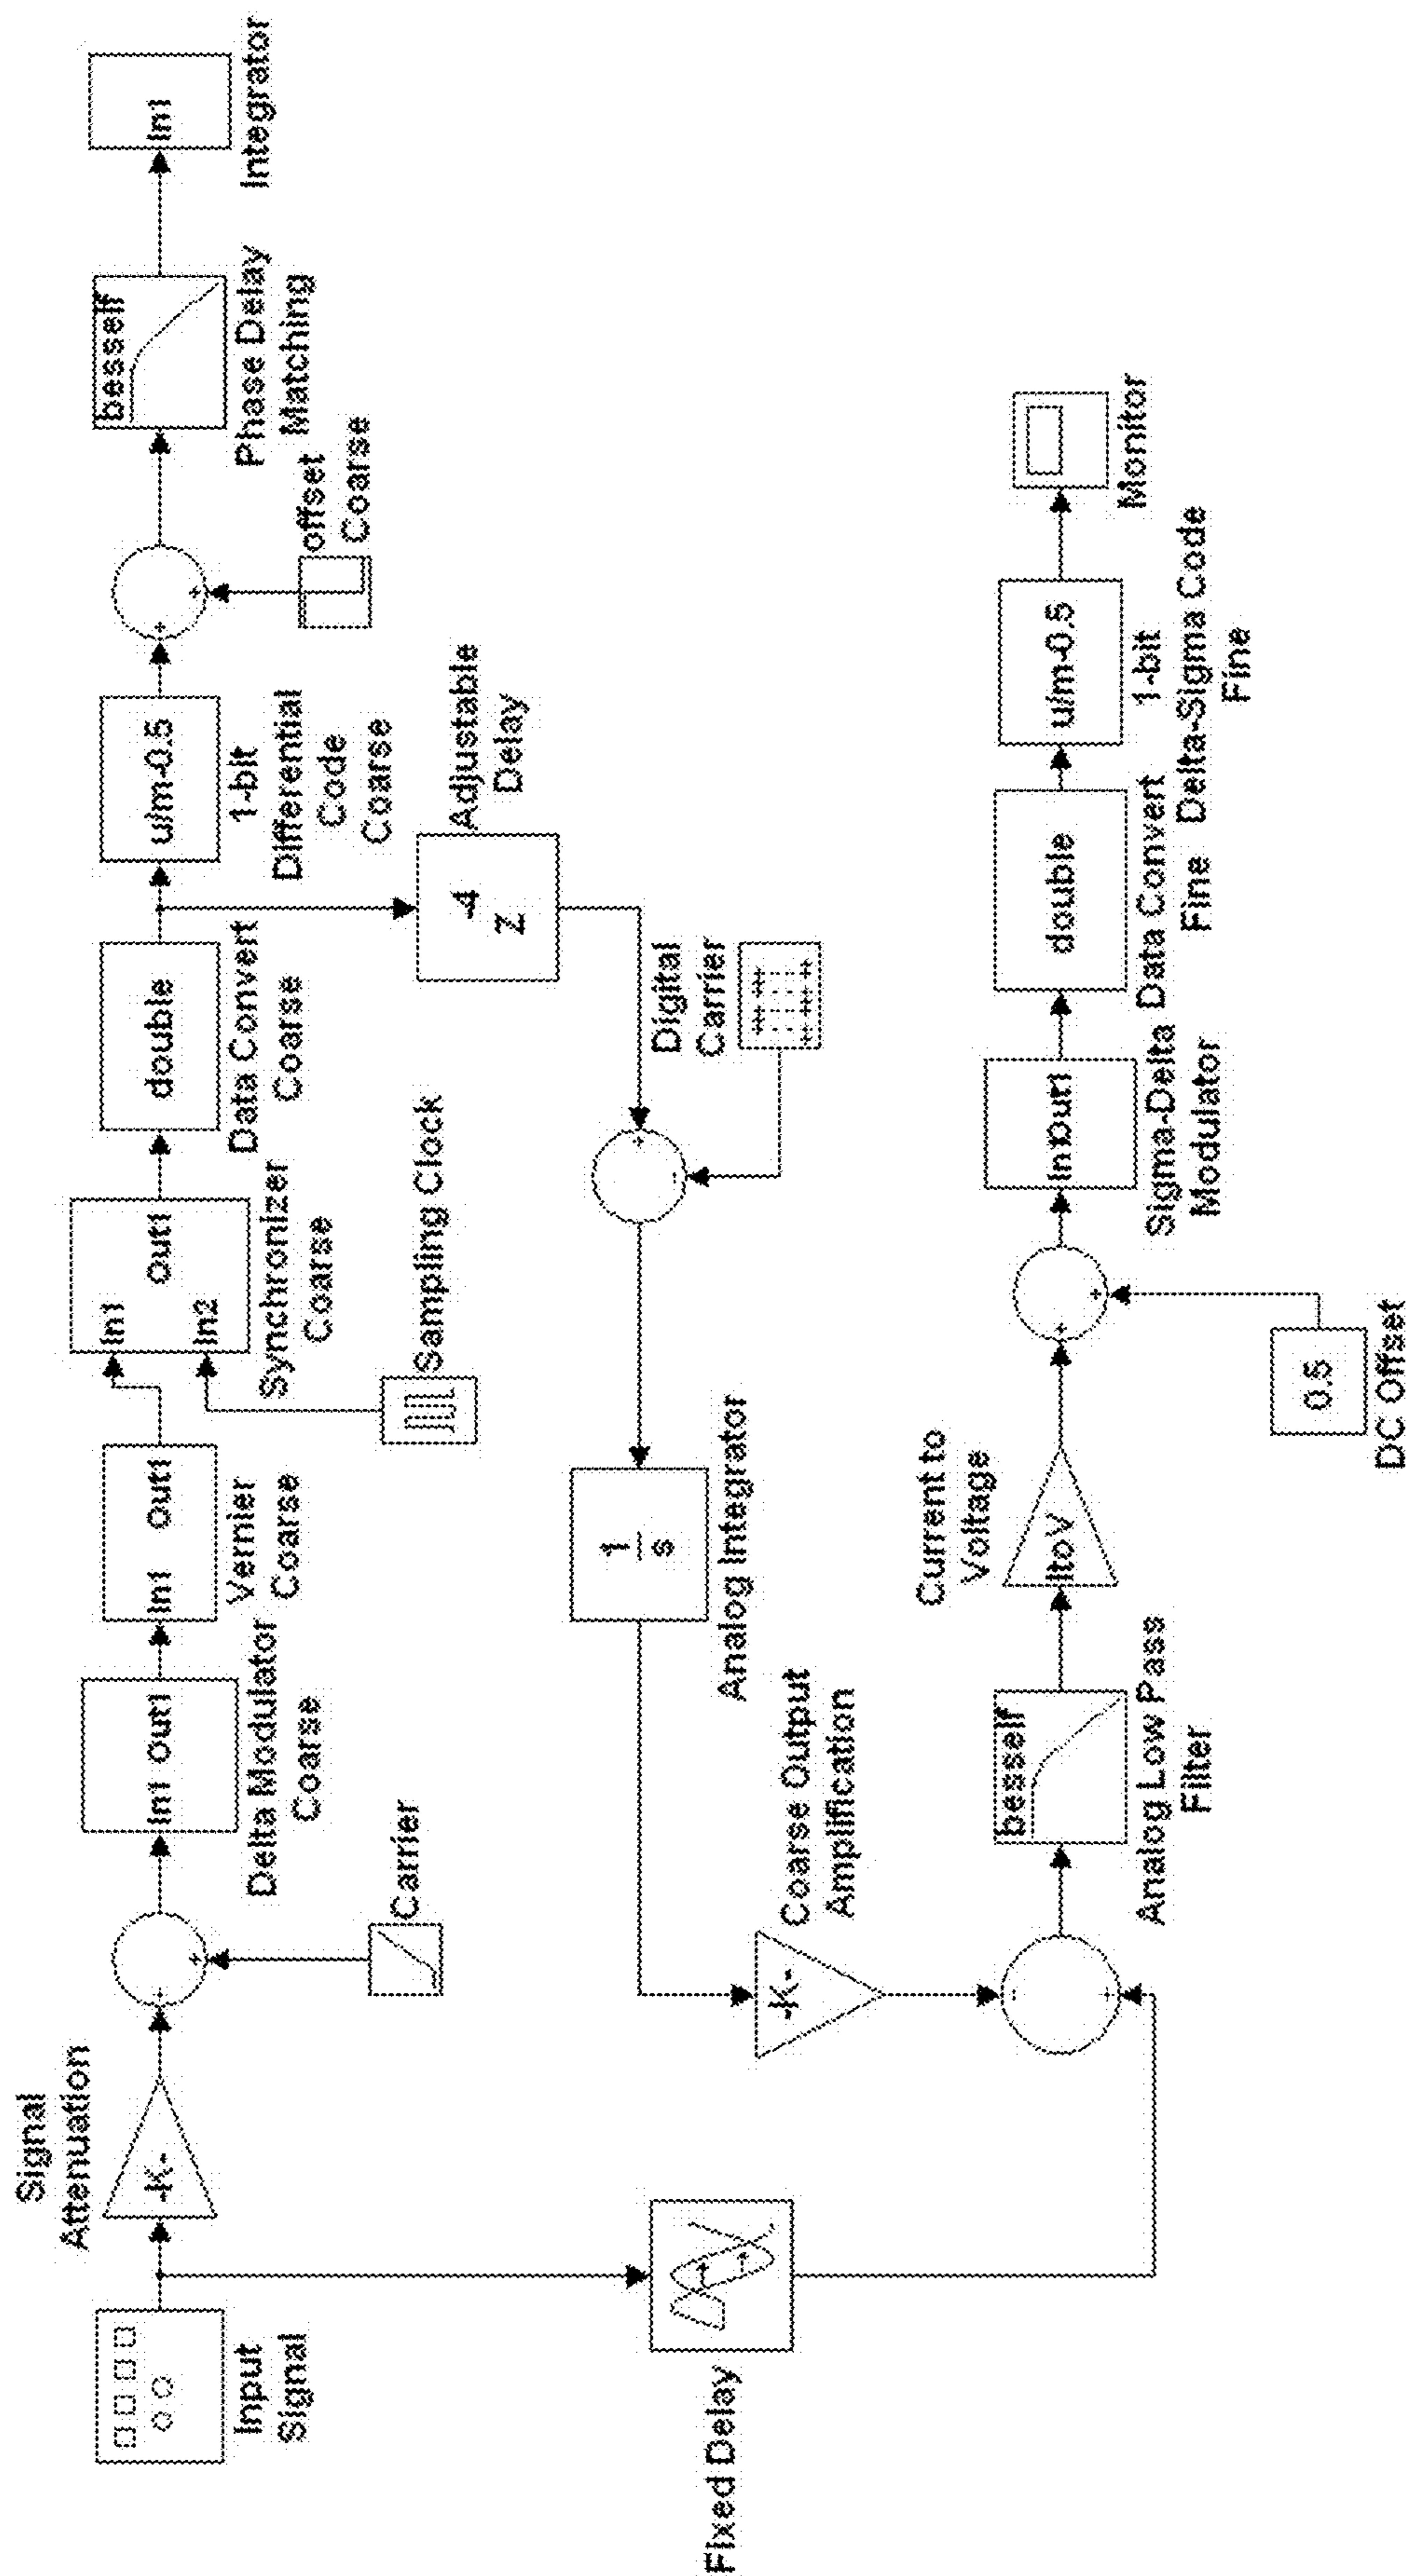 Input
Signal
Signal
Attenuation
-K-
Carrier
In1 Out1
Delta Modulator
Coarse
In1 Out1
Vernier
Coarse
In1
Out1
In2
Synchronizer
Coarse
Sampling Clock
double
Data Convert
Coarse
u/m-0.5
1-bit
Differential
Code
Coarse
offset
Coarse
besself
Phase Delay
Matching
In1
Integrator
-4
z
Adjustable
Delay
Digital
Carrier
1
s
Analog Integrator
Coarse Output
Amplification
-K-
Fixed Delay
besself
Analog Low Pass
Filter
Current to
Voltage
ItoV
0.5
DC Offset
In1Out1
Sigma-Delta
Modulator
double
Data Convert
Fine
u/m-0.5
1-bit
Delta-Sigma Code
Fine
Monitor